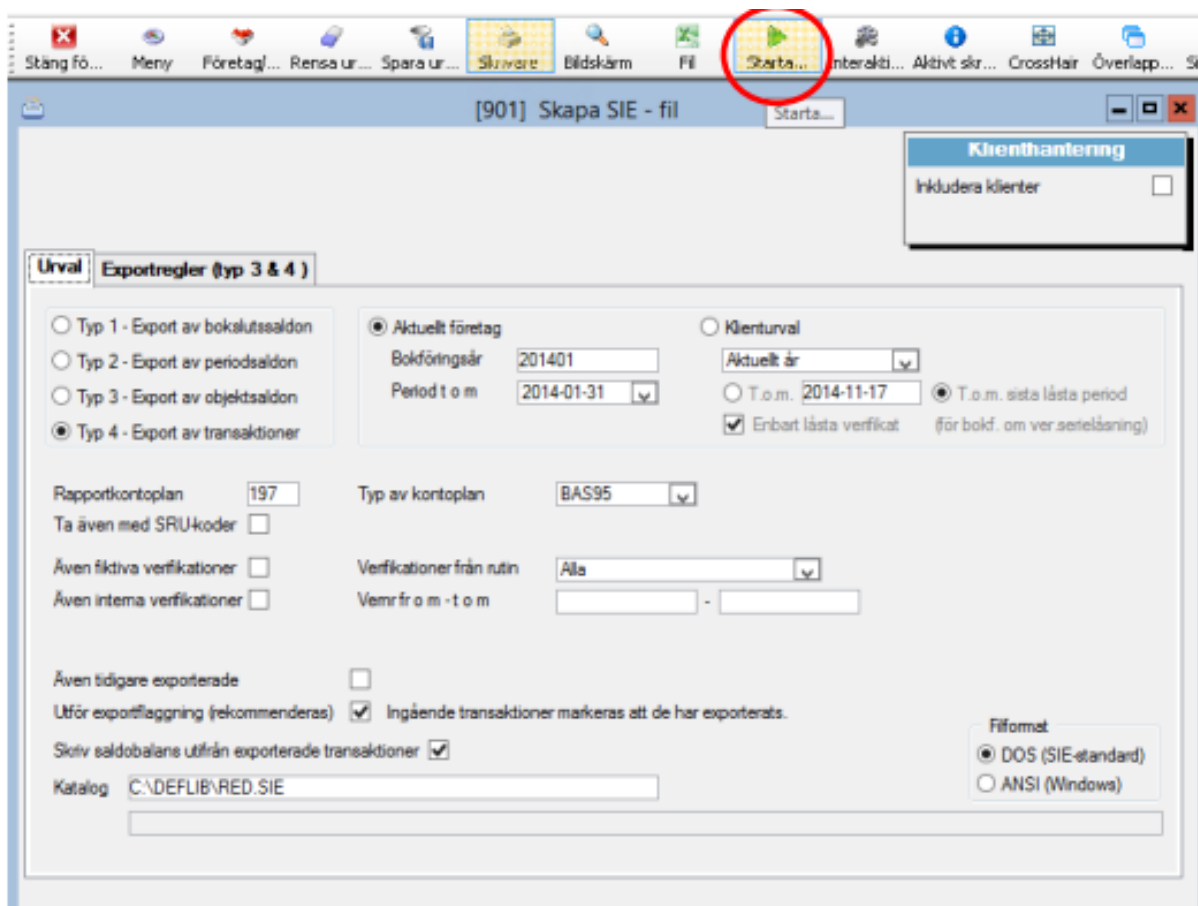 Stäng fö... Meny Företag/... Rensa ur... Spara ur... Skrivare Bildskärm Fil Starta... Interakti... Aktivt skr... CrossHair Överlapp...
[901] Skapa SIE - fil
Starta...
Klienthantering
Inkludera klienter
Urval Exportregler (typ 3 & 4 )
Typ 1 - Export av bokslutssaldon Aktuellt företag Klienturval
Typ 2 - Export av periodsaldon Bokföringsår 201401 Aktuellt år
Typ 3 - Export av objektsaldon Period t o m 2014-01-31 T.o.m. 2014-11-17 T.o.m. sista låsta period
Typ 4 - Export av transaktioner Enbart låsta verifikat (för bokf. om ver.serielåsning)
Rapportkontoplan 197 Typ av kontoplan BAS95
Ta även med SRU-koder
Även fiktiva verifikationer Verifikationer från rutin Alla
Även interna verifikationer Vernr fr o m - t o m -
Även tidigare exporterade
Utför exportflaggning (rekommenderas) Ingående transaktioner markeras att de har exporterats.
Filformat
Skriv saldobalans utifrån exporterade transaktioner DOS (SIE-standard)
Katalog C:\DEFLIB\RED.SIE ANSI (Windows)